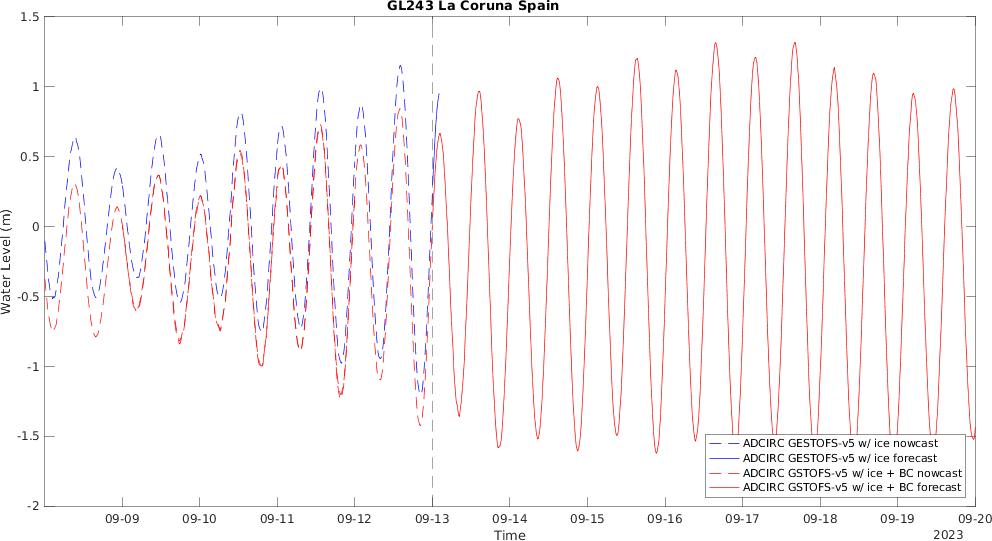 GL243 La Coruna Spain
1.5
1
0.5
0
-0.5
-1
-1.5
-2
Water Level (m)
09-09 09-10 09-11 09-12 09-13 09-14 09-15 09-16 09-17 09-18 09-19 09-20
Time
2023
ADCIRC GESTOFS-v5 w/ ice nowcast
ADCIRC GESTOFS-v5 w/ ice forecast
ADCIRC GSTOFS-v5 w/ ice + BC nowcast
ADCIRC GSTOFS-v5 w/ ice + BC forecast